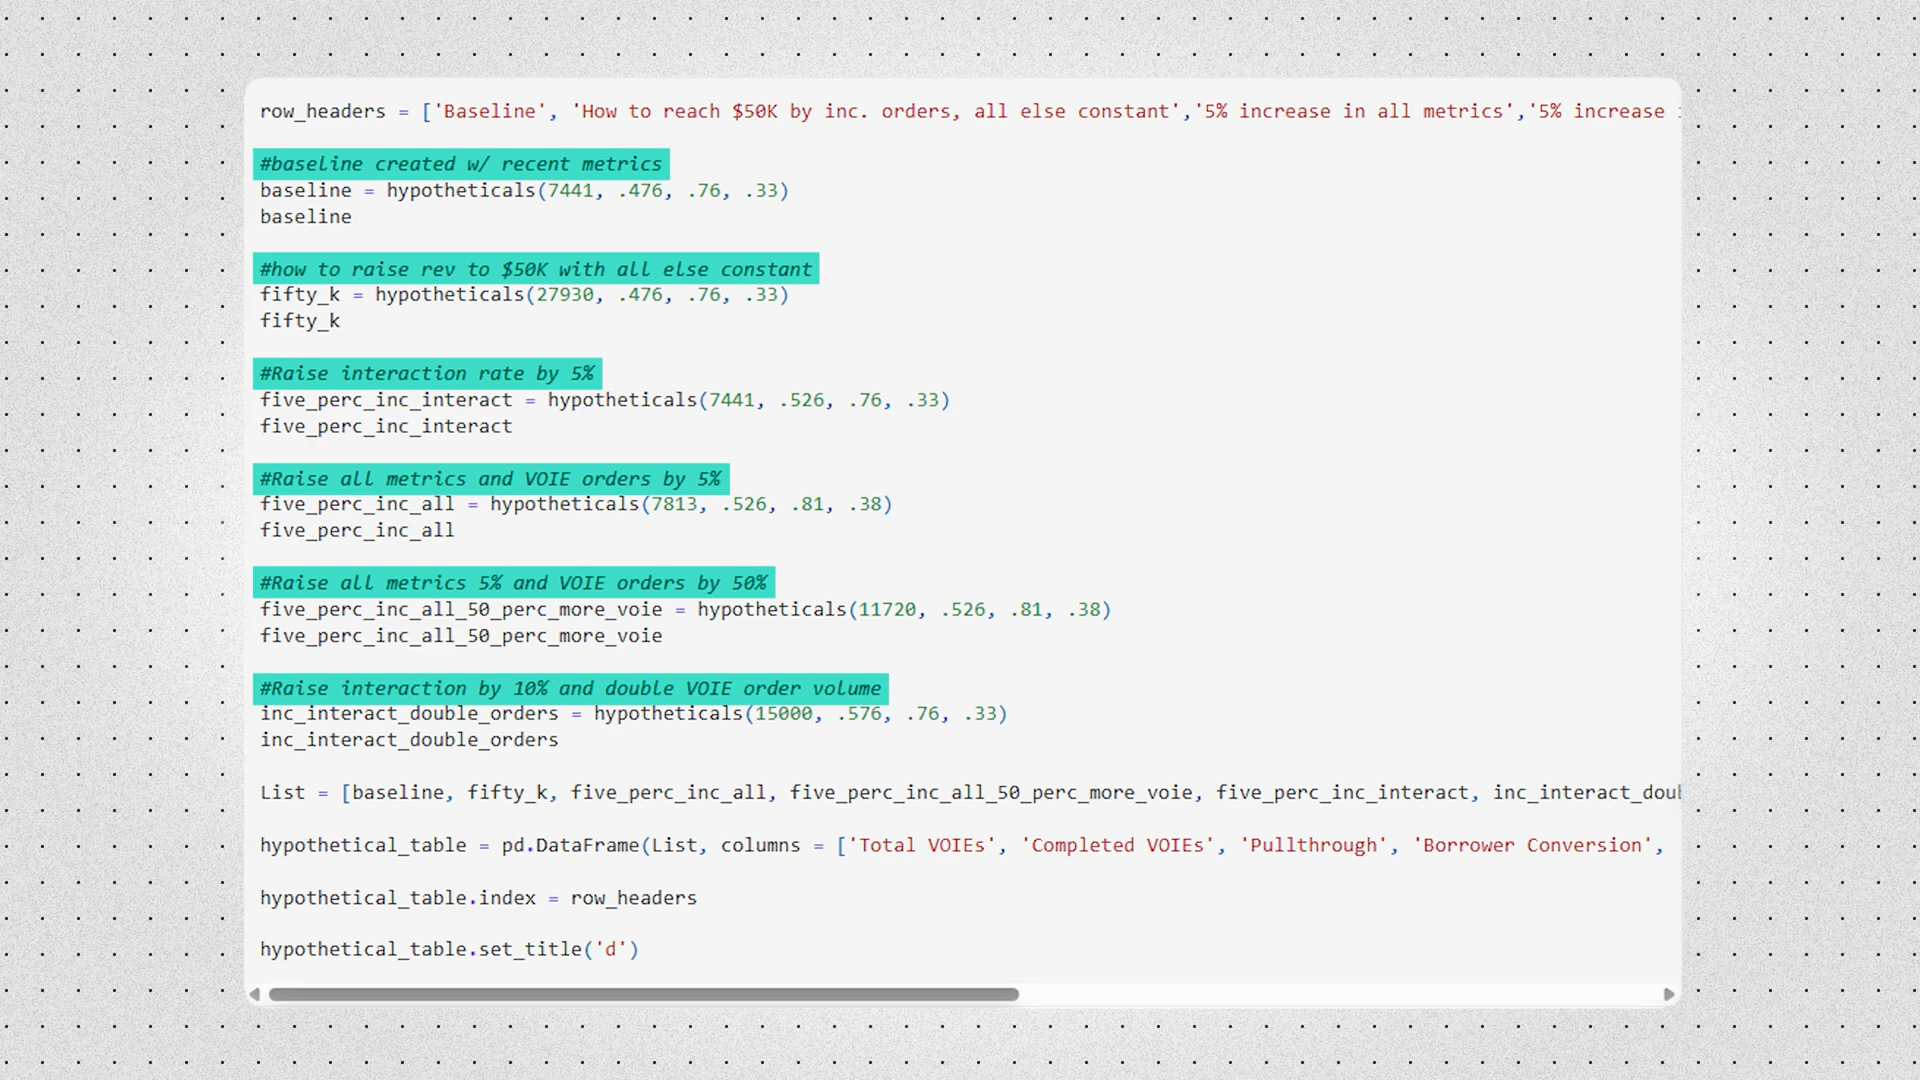 row_headers = ['Baseline', 'How to reach $50K by inc. orders, all else constant','5% increase in all metrics','5% increase
#baseline created w/ recent metrics
baseline = hypotheticals(7441, .476, .76, .33)
baseline
#how to raise rev to $50K with all else constant
fifty_k = hypotheticals(27930, .476, .76, .33)
fifty_k
#Raise interaction rate by 5%
five_perc_inc_interact = hypotheticals(7441, .526, .76, .33)
five_perc_inc_interact
#Raise all metrics and VOIE orders by 5%
five_perc_inc_all = hypotheticals(7813, .526, .81, .38)
five_perc_inc_all
#Raise all metrics 5% and VOIE orders by 50%
five_perc_inc_all_50_perc_more_voie = hypotheticals(11720, .526, .81, .38)
five_perc_inc_all_50_perc_more_voie
#Raise interaction by 10% and double VOIE order volume
inc_interact_double_orders = hypotheticals(15000, .576, .76, .33)
inc_interact_double_orders
List = [baseline, fifty_k, five_perc_inc_all, five_perc_inc_all_50_perc_more_voie, five_perc_inc_interact, inc_interact_doub
hypothetical_table = pd.DataFrame(List, columns = ['Total VOIEs', 'Completed VOIEs', 'Pullthrough', 'Borrower Conversion',
hypothetical_table.index = row_headers
hypothetical_table.set_title('d')